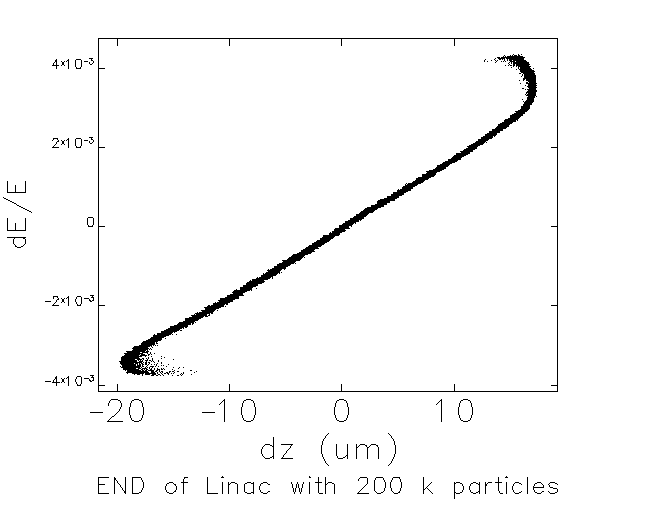 4×10⁻³
2×10⁻³
0
−2×10⁻³
−4×10⁻³
dE/E
−20 −10 0 10
dz (um)
END of Linac with 200 k particles